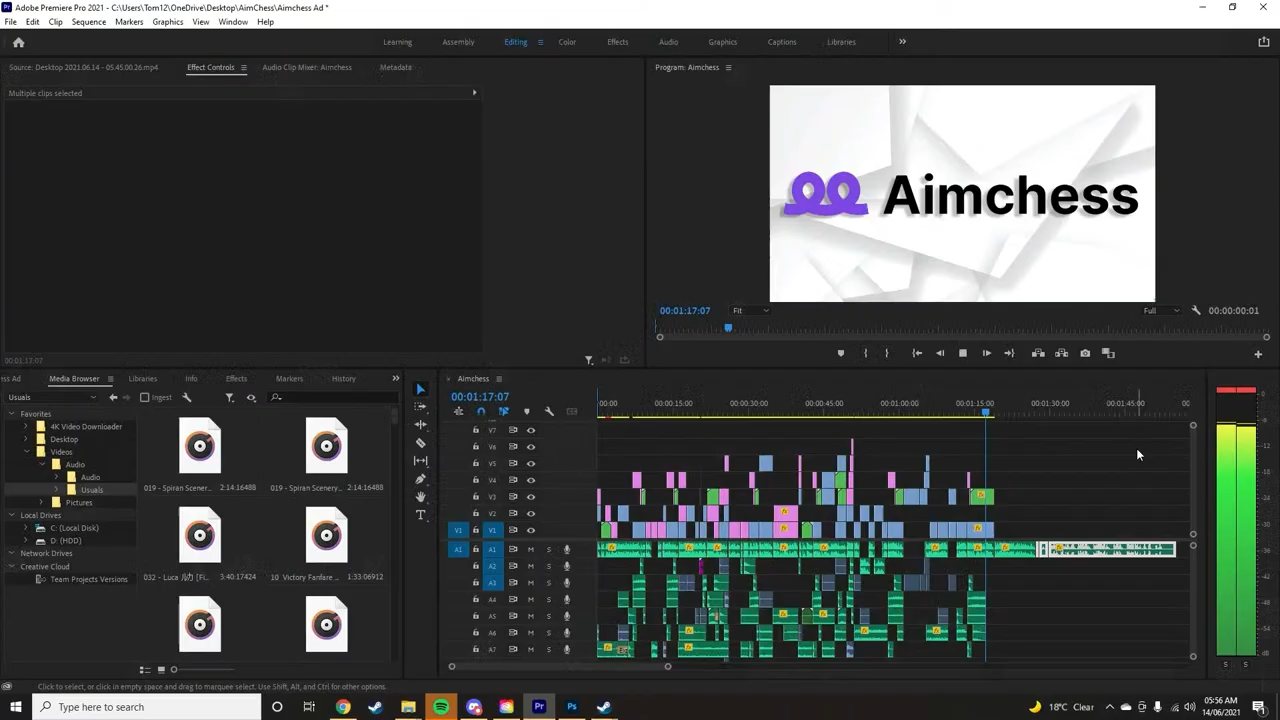 Adobe Premiere Pro 2021 - C:\Users\Tom12\OneDrive\Desktop\AimChess\Aimchess Ad *
File Edit Clip Sequence Markers Graphics View Window Help
Learning Assembly Editing Color Effects Audio Graphics Captions Libraries
Source: Desktop 2021.06.14 - 05.45.00.26.mp4 Effect Controls Audio Clip Mixer: Aimchess Metadata
Multiple clips selected
00:01:17:07
Program: Aimchess
Aimchess
00:01:17:07 Fit Full 00:00:00:01
ss Ad Media Browser Libraries Info Effects Markers History
Usuals Ingest
Favorites
4K Video Downloader
Desktop
Videos
Audio
Audio
Usuals
Pictures
Local Drives
C: (Local Disk)
D: (HDD)
Network Drives
Creative Cloud
Team Projects Versions
019 - Spiran Scener... 2:14:16488
019 - Spiran Scenery... 2:14:16488
3:40:17424
10 Victory Fanfare ... 1:33:06912
Aimchess
00:01:17:07
00:00 00:00:15:00 00:00:30:00 00:00:45:00 00:01:00:00 00:01:15:00 00:01:30:00 00:01:45:00 00
V7
V6
V5
V4
V3
V2
V1 V1
A1 A1 M S
A2 M S
A3 M S
A4 M S
A5 M S
A6 M S
A7 M S
S S
Click to select, or click in empty space and drag to marquee select. Use Shift, Alt, and Ctrl for other options.
Type here to search
18°C Clear
05:56 AM
14/06/2021